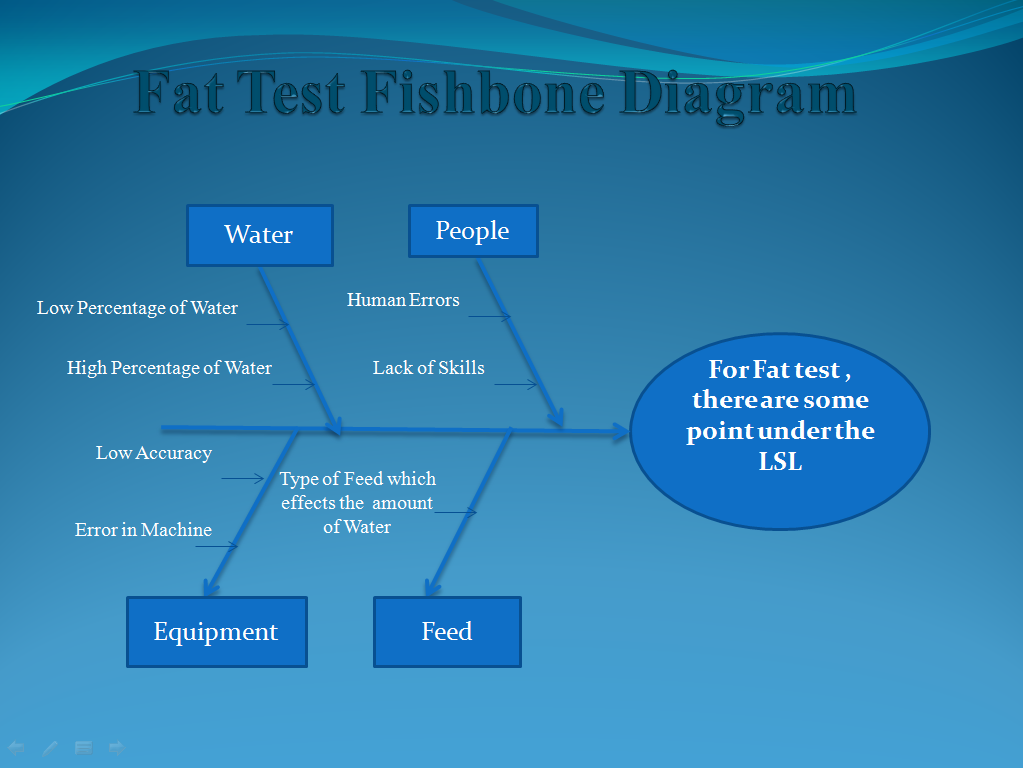 Fat Test Fishbone Diagram
Water
People
Low Percentage of Water
Human Errors
High Percentage of Water
Lack of Skills
For Fat test ,
there are some
point under the
LSL
Low Accuracy
Type of Feed which
effects the amount
of Water
Error in Machine
Equipment
Feed